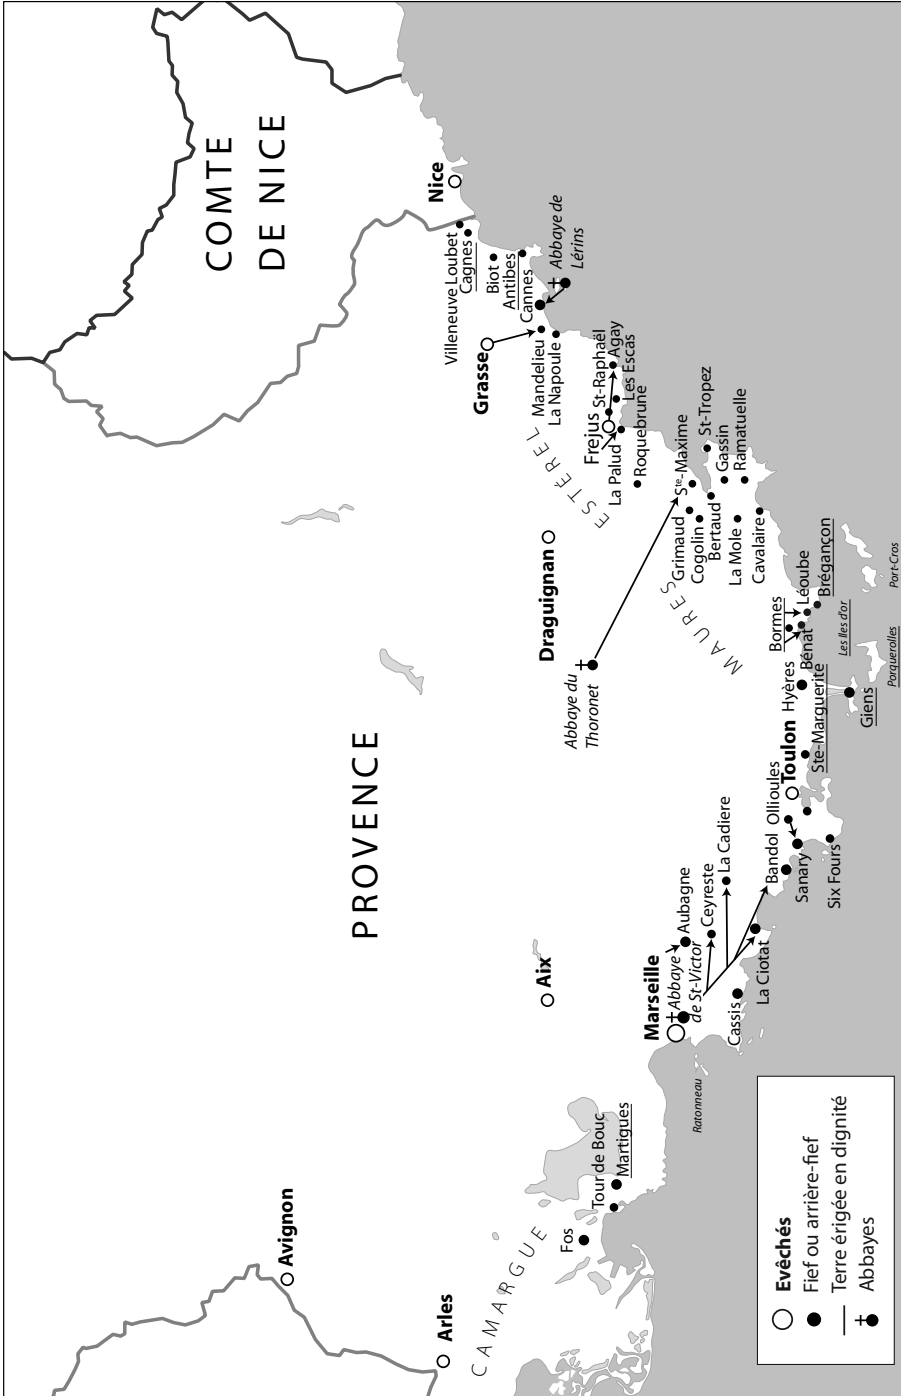 COMTE
DE NICE
PROVENCE
Nice
Villeneuve Loubet
Cagnes
Biot
Antibes
Cannes
Abbaye de
Lérins
Grasse
Mandelieu
La Napoule
ESTÉREL
Frejus
St-Raphaël
Agay
Les Escas
La Palud
Roquebrune
Draguignan
Ste-Maxime
St-Tropez
Grimaud
Cogolin
Bertaud
Gassin
Ramatuelle
La Mole
Cavalaire
MAURES
Abbaye du
Thoronet
Bormes
Léoube
Brégançon
Bénat
Les Iles d'or
Port-Cros
Porquerolles
Hyères
Giens
Ste-Marguerite
Toulon
Ollioules
Bandol
Sanary
Six Fours
La Cadiere
Ceyreste
Aubagne
La Ciotat
Cassis
Marseille
Abbaye
de St-Victor
Aix
Ratonneau
Tour de Bouc
Martigues
Fos
CAMARGUE
Avignon
Arles
Evêchés
Fief ou arrière-fief
Terre érigée en dignité
Abbayes